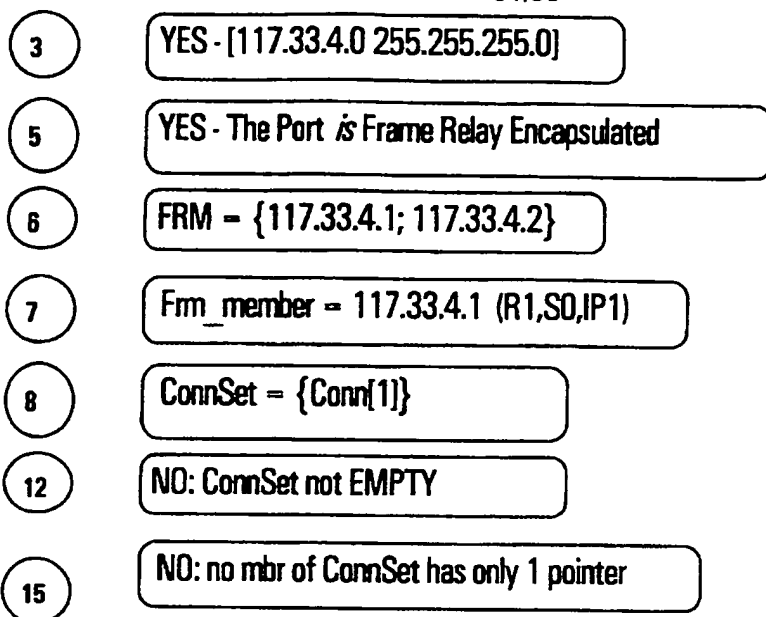 3 YES - [117.33.4.0 255.255.255.0]
5 YES - The Port is Frame Relay Encapsulated
6 FRM = {117.33.4.1; 117.33.4.2}
7 Frm_member = 117.33.4.1 (R1,S0,IP1)
8 ConnSet = {Conn[1]}
12 NO: ConnSet not EMPTY
15 NO: no mbr of ConnSet has only 1 pointer